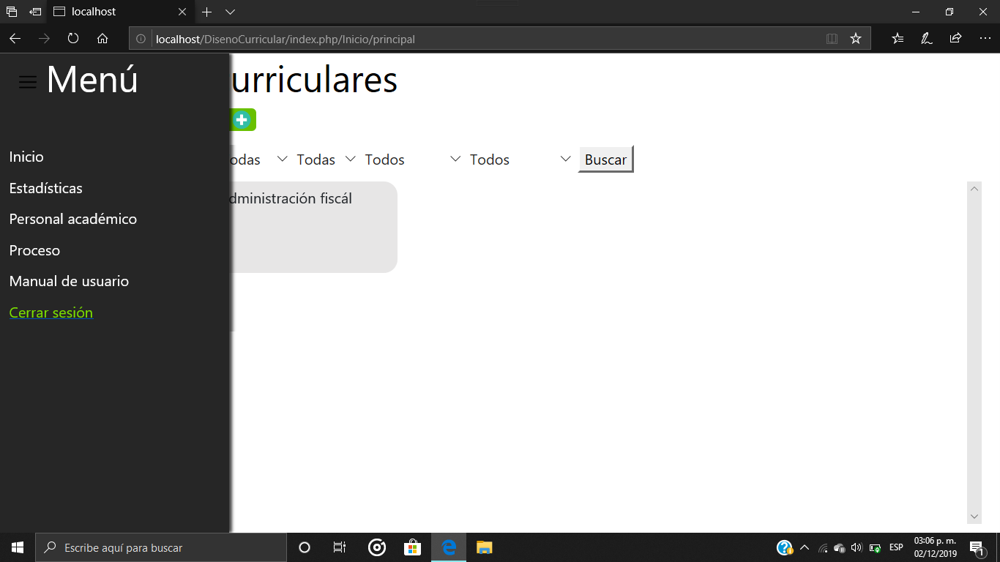 localhost
localhost/DisenoCurricular/index.php/Inicio/principal
Menú
urriculares
Inicio
Estadísticas
Personal académico
Proceso
Manual de usuario
Cerrar sesión
odas Todas Todos Todos Buscar
dministración fiscál
Escribe aquí para buscar
ESP
03:06 p. m.
02/12/2019
1